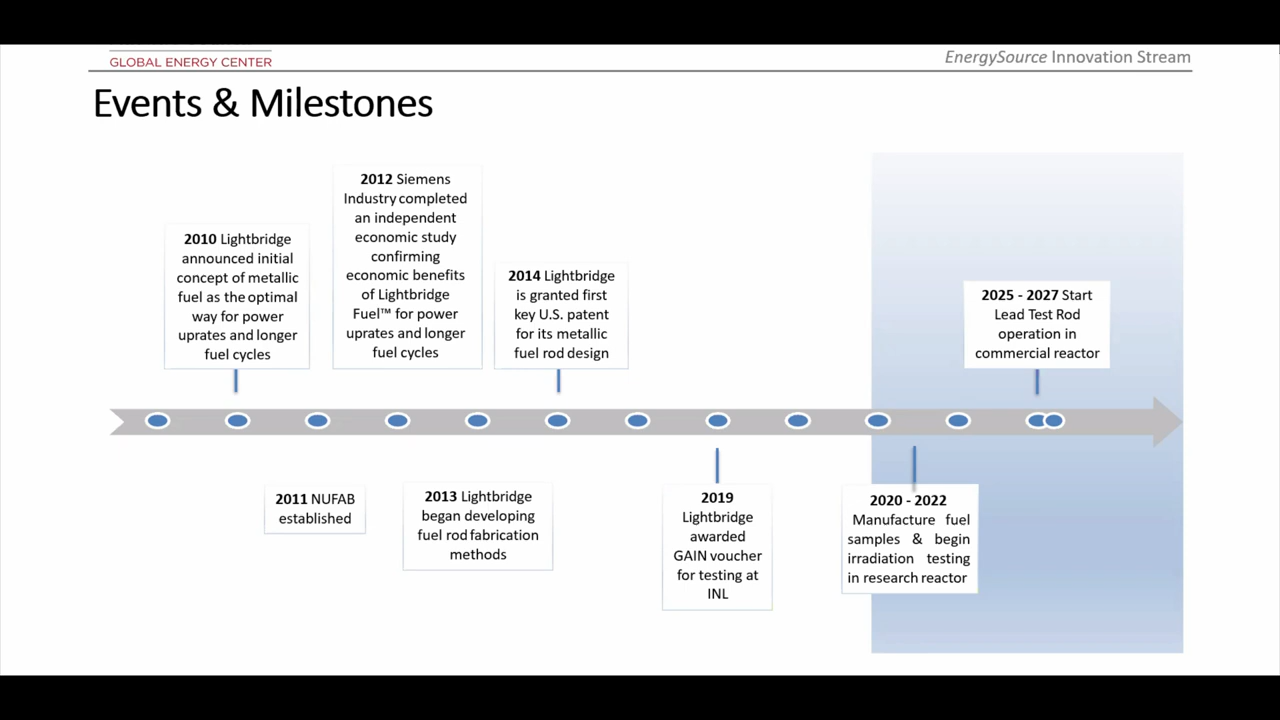 GLOBAL ENERGY CENTER
EnergySource Innovation Stream
Events & Milestones
2010 Lightbridge
announced initial
concept of metallic
fuel as the optimal
way for power
uprates and longer
fuel cycles
2012 Siemens
Industry completed
an independent
economic study
confirming
economic benefits
of Lightbridge
Fuel™ for power
uprates and longer
fuel cycles
2014 Lightbridge
is granted first
key U.S. patent
for its metallic
fuel rod design
2025 - 2027 Start
Lead Test Rod
operation in
commercial reactor
2011 NUFAB
established
2013 Lightbridge
began developing
fuel rod fabrication
methods
2019
Lightbridge
awarded
GAIN voucher
for testing at
INL
2020 - 2022
Manufacture fuel
samples & begin
irradiation testing
in research reactor